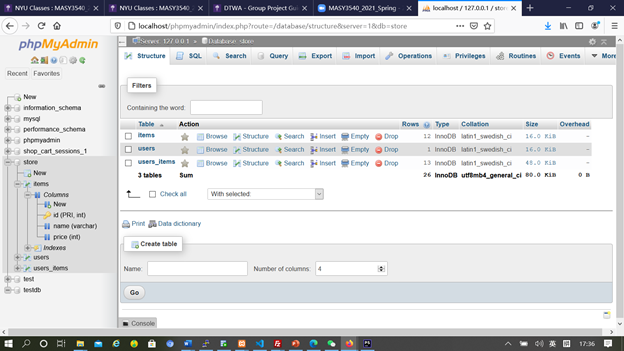 NYU Classes : MASY3540_
NYU Classes : MASY3540
DTWA - Group Project Guid
MASY3540_2021_Spring -
localhost / 127.0.0.1 / store
localhost/phpmyadmin/index.php?route=/database/structure&server=1&db=store
phpMyAdmin
Recent
Favorites
New
information_schema
mysql
performance_schema
phpmyadmin
shop_cart_sessions_1
store
New
items
Columns
New
id (PRI, int)
name (varchar)
price (int)
Indexes
users
users_items
test
testdb
Server: 127.0.0.1 » Database: store
Structure
SQL
Search
Query
Export
Import
Operations
Privileges
Routines
Events
More
Filters
Containing the word:
Table Action Rows Type Collation Size Overhead
items Browse Structure Search Insert Empty Drop 12 InnoDB latin1_swedish_ci 16.0 KiB -
users Browse Structure Search Insert Empty Drop 1 InnoDB latin1_swedish_ci 16.0 KiB -
users_items Browse Structure Search Insert Empty Drop 13 InnoDB latin1_swedish_ci 48.0 KiB -
3 tables Sum 26 InnoDB utf8mb4_general_ci 80.0 KiB 0 B
Check all With selected:
Print Data dictionary
Create table
Name: Number of columns: 4
Go
Console
英
17:36